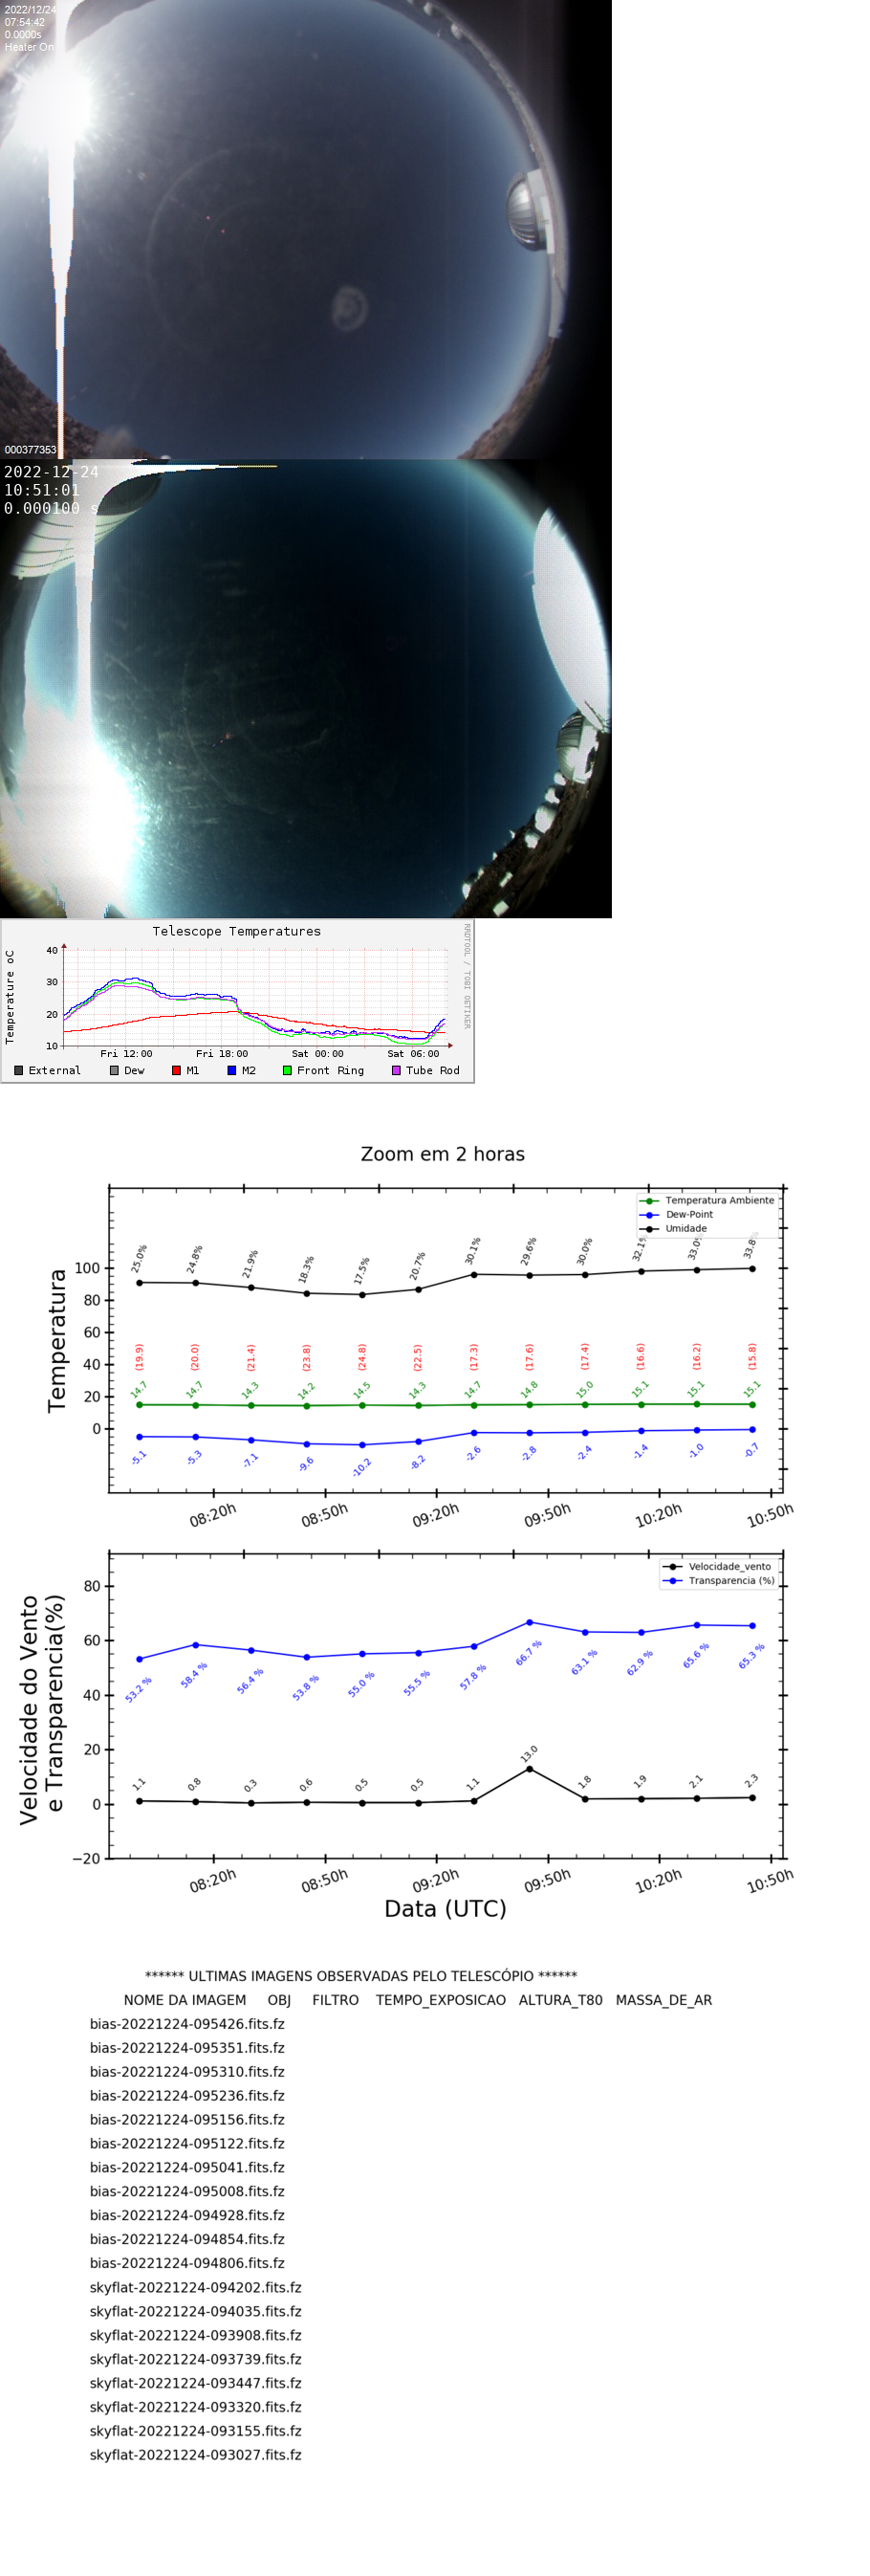 2022/12/24
07:54:42
0.0000s
Heater On
000377353
2022-12-24
10:51:01
0.000100 s
Telescope Temperatures
RRDTOOL / TOBI OETIKER
Temperature oC
40
30
20
10
Fri 12:00 Fri 18:00 Sat 00:00 Sat 06:00
External Dew M1 M2 Front Ring Tube Rod
Zoom em 2 horas
Temperatura Ambiente
Dew-Point
Umidade
Temperatura
100
80
60
40
20
0
25.0% 24.8% 21.9% 18.3% 17.5% 20.7% 30.1% 29.6% 30.0% 32.1% 33.0% 33.8%
(19.9) (20.0) (21.4) (23.8) (24.8) (22.5) (17.3) (17.6) (17.4) (16.6) (16.2) (15.8)
14.7 14.7 14.3 14.2 14.5 14.3 14.7 14.8 15.0 15.1 15.1 15.1
-5.1 -5.3 -7.1 -9.6 -10.2 -8.2 -2.6 -2.8 -2.4 -1.4 -1.0 -0.7
08:20h 08:50h 09:20h 09:50h 10:20h 10:50h
Velocidade_vento
Transparencia (%)
Velocidade do Vento
e Transparencia(%)
80
60
40
20
0
−20
53.2 % 58.4 % 56.4 % 53.8 % 55.0 % 55.5 % 57.8 % 66.7 % 63.1 % 62.9 % 65.6 % 65.3 %
1.1 0.8 0.3 0.6 0.5 0.5 1.1 13.0 1.8 1.9 2.1 2.3
08:20h 08:50h 09:20h 09:50h 10:20h 10:50h
Data (UTC)
****** ULTIMAS IMAGENS OBSERVADAS PELO TELESCÓPIO ******
NOME DA IMAGEM OBJ FILTRO TEMPO_EXPOSICAO ALTURA_T80 MASSA_DE_AR
bias-20221224-095426.fits.fz
bias-20221224-095351.fits.fz
bias-20221224-095310.fits.fz
bias-20221224-095236.fits.fz
bias-20221224-095156.fits.fz
bias-20221224-095122.fits.fz
bias-20221224-095041.fits.fz
bias-20221224-095008.fits.fz
bias-20221224-094928.fits.fz
bias-20221224-094854.fits.fz
bias-20221224-094806.fits.fz
skyflat-20221224-094202.fits.fz
skyflat-20221224-094035.fits.fz
skyflat-20221224-093908.fits.fz
skyflat-20221224-093739.fits.fz
skyflat-20221224-093447.fits.fz
skyflat-20221224-093320.fits.fz
skyflat-20221224-093155.fits.fz
skyflat-20221224-093027.fits.fz